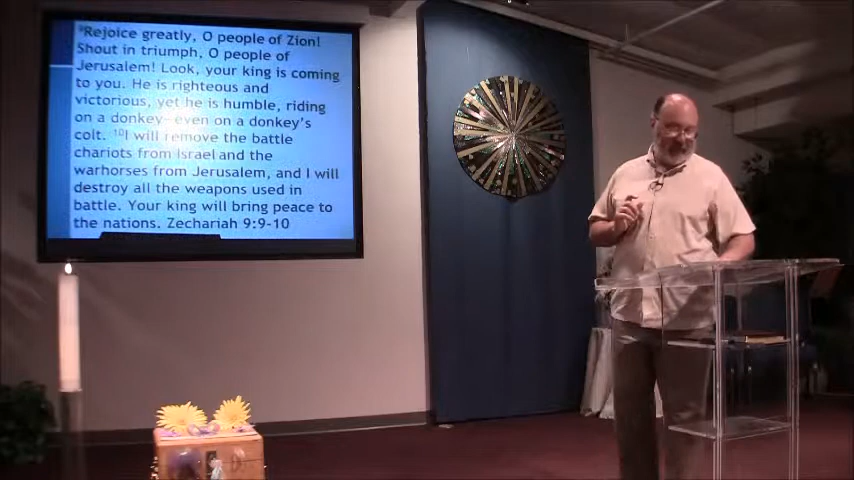 ⁹Rejoice greatly, O people of Zion!
Shout in triumph, O people of
Jerusalem! Look, your king is coming
to you. He is righteous and
victorious, yet he is humble, riding
on a donkey—even on a donkey's
colt. ¹⁰I will remove the battle
chariots from Israel and the
warhorses from Jerusalem, and I will
destroy all the weapons used in
battle, Your king will bring peace to
the nations. Zechariah 9:9-10